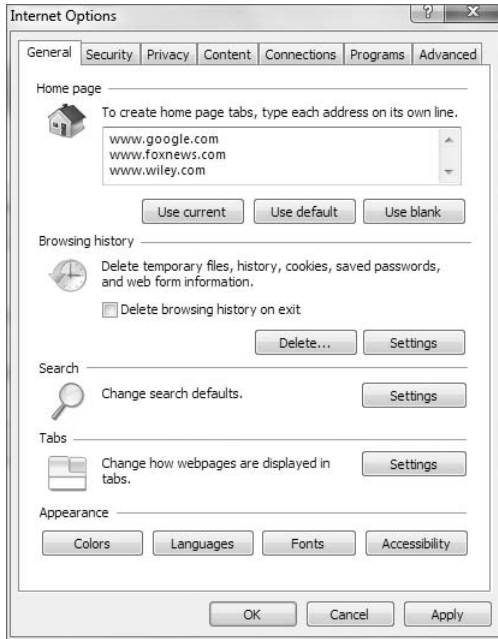 Internet Options
General Security Privacy Content Connections Programs Advanced
Home page
To create home page tabs, type each address on its own line.
www.google.com
www.foxnews.com
www.wiley.com
Use current Use default Use blank
Browsing history
Delete temporary files, history, cookies, saved passwords,
and web form information.
Delete browsing history on exit
Delete... Settings
Search
Change search defaults.
Settings
Tabs
Change how webpages are displayed in
tabs.
Settings
Appearance
Colors Languages Fonts Accessibility
OK Cancel Apply